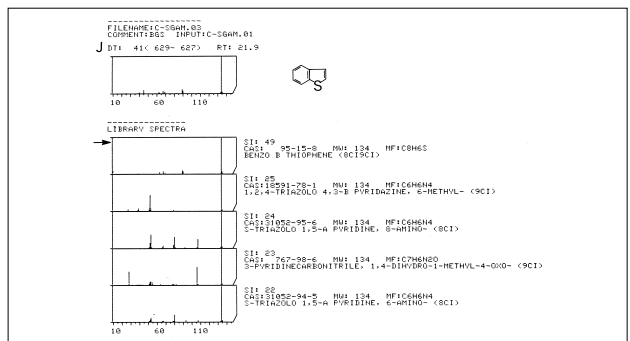 FILENAME:C-SGAM.03
COMMENT:BGS INPUT:C-SGAM.01
J DT: 41( 629- 627) RT: 21.9
S
10 60 110
LIBRARY SPECTRA
SI: 49
CAS: 95-15-8 MW: 134 MF:C8H6S
BENZO B THIOPHENE (8CI9CI)
SI: 25
CAS:18591-78-1 MW: 134 MF:C6H6N4
1,2,4-TRIAZOLO 4,3-B PYRIDAZINE, 6-METHYL- (9CI)
SI: 24
CAS:31052-95-6 MW: 134 MF:C6H6N4
S-TRIAZOLO 1,5-A PYRIDINE, 8-AMINO- (8CI)
SI: 23
CAS: 767-98-6 MW: 134 MF:C7H6N2O
3-PYRIDINECARBONITRILE, 1,4-DIHYDRO-1-METHYL-4-OXO- (9CI)
SI: 22
CAS:31052-94-5 MW: 134 MF:C6H6N4
S-TRIAZOLO 1,5-A PYRIDINE, 6-AMINO- (8CI)
10 60 110